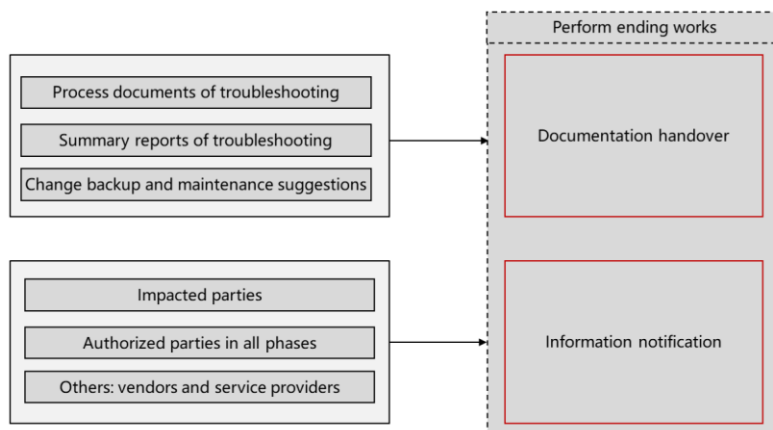 Perform ending works
Process documents of troubleshooting
Summary reports of troubleshooting
Change backup and maintenance suggestions
Documentation handover
Impacted parties
Authorized parties in all phases
Others: vendors and service providers
Information notification